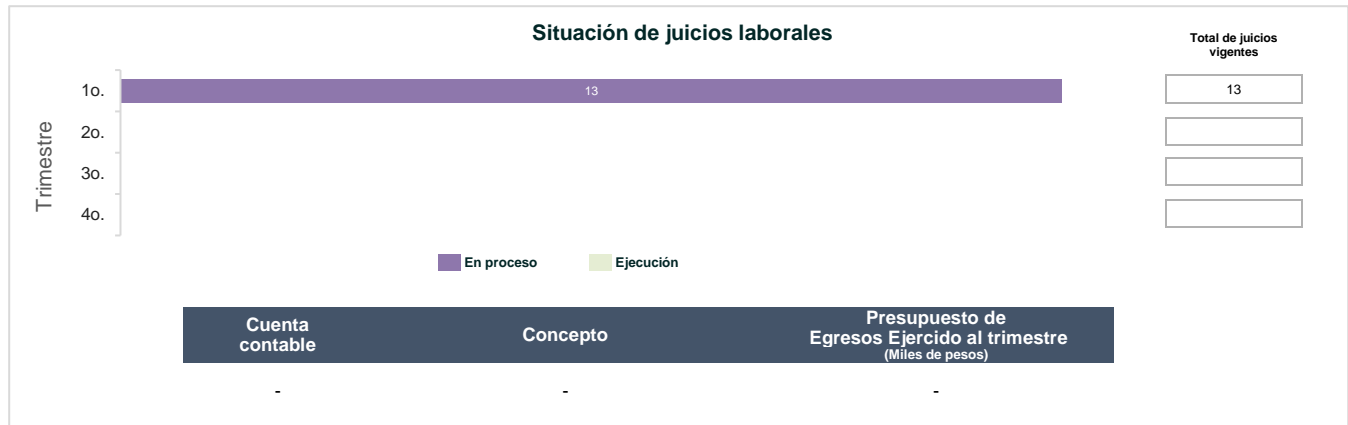 Situación de juicios laborales
Total de juicios
vigentes
Trimestre
1o.
13
13
2o.
3o.
4o.
En proceso
Ejecución
Cuenta
contable
Concepto
Presupuesto de
Egresos Ejercido al trimestre
(Miles de pesos)
-
-
-